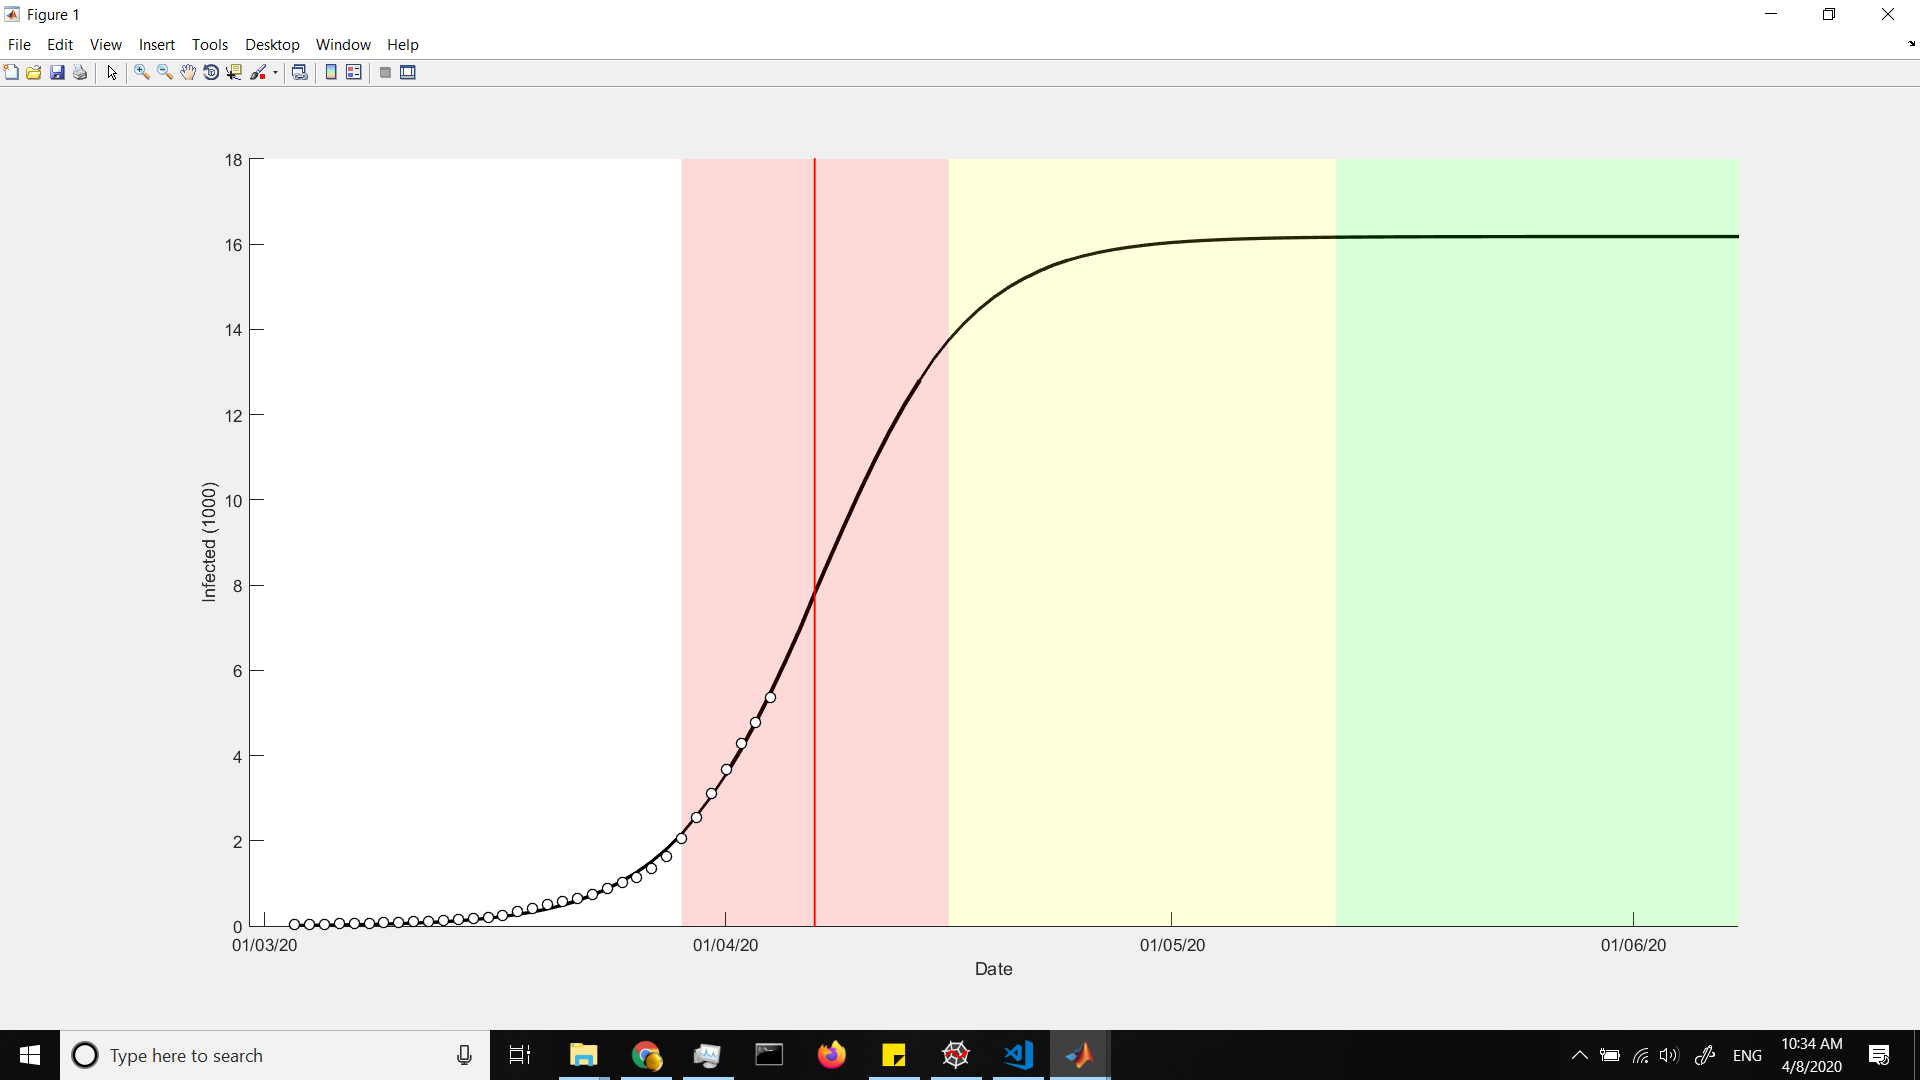 Figure 1
File Edit View Insert Tools Desktop Window Help
18
16
14
12
10
8
6
4
2
0
Infected (1000)
01/03/20 01/04/20 01/05/20 01/06/20
Date
Type here to search
ENG
10:34 AM
4/8/2020